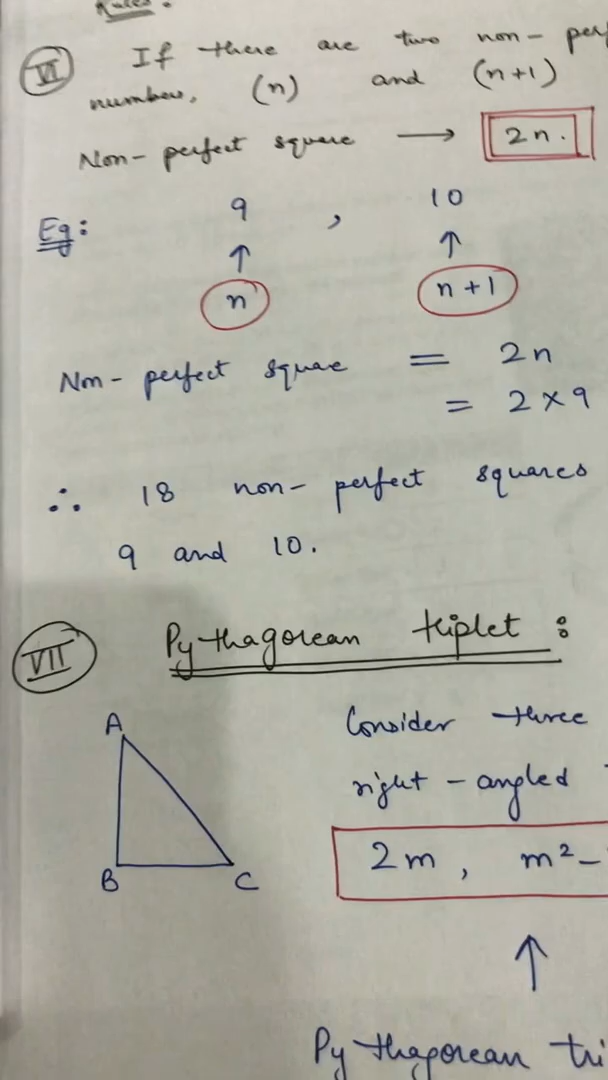 Rules:
VI If there are two non-perf
numbers, (n) and (n+1)
Non-perfect square → 2n.
Eg: 9 , 10
↑ ↑
n n+1
Non-perfect square = 2n
= 2×9
∴ 18 non-perfect squares
9 and 10.
VII Pythagorean triplet :
A
Consider three
right-angled
2m, m²-
B C
↑
Pythagorean tri